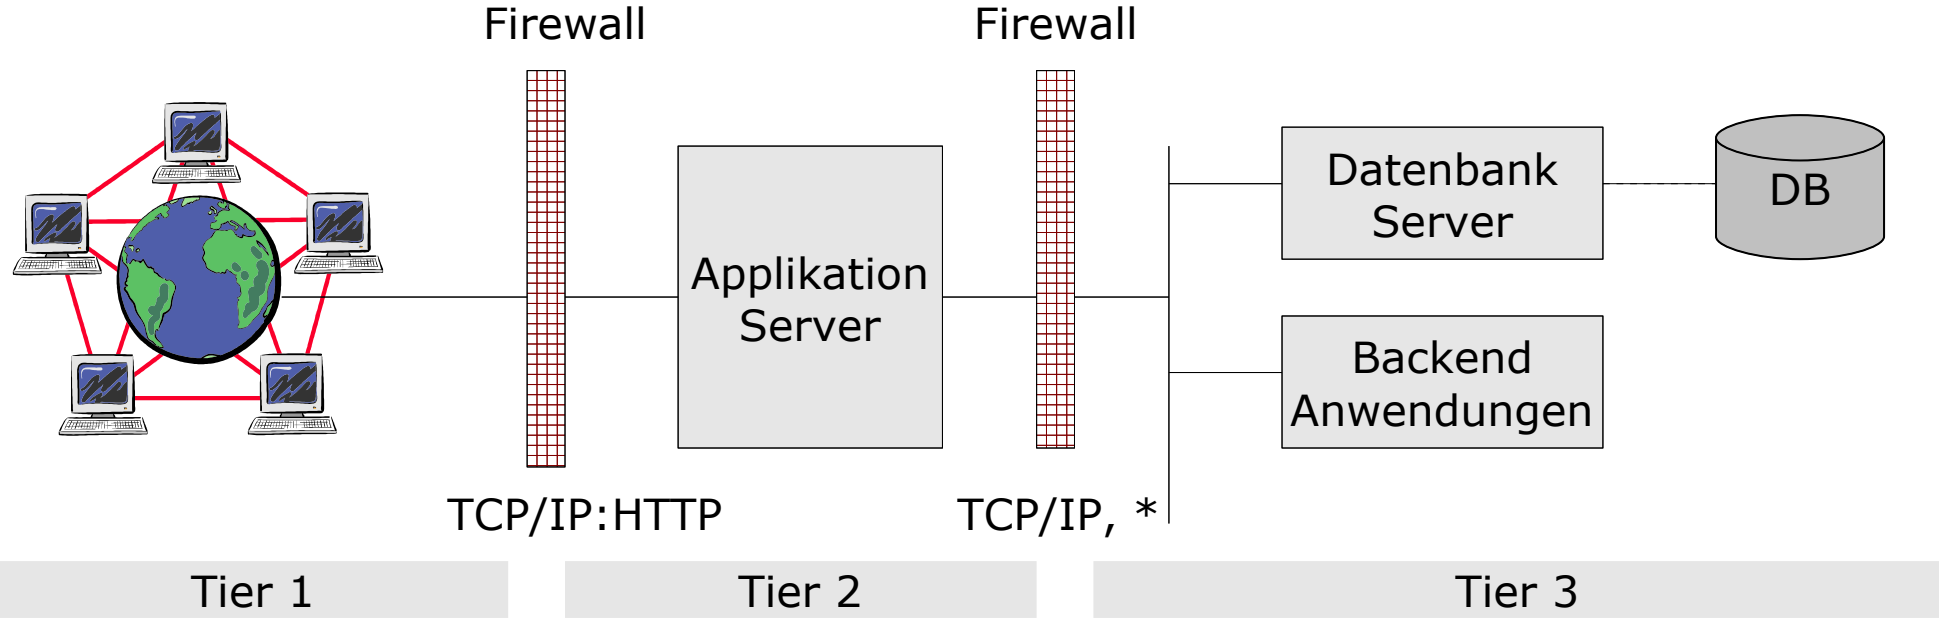 Firewall
Firewall
Applikation
Server
Datenbank
Server
DB
Backend
Anwendungen
TCP/IP:HTTP
TCP/IP, *
Tier 1
Tier 2
Tier 3